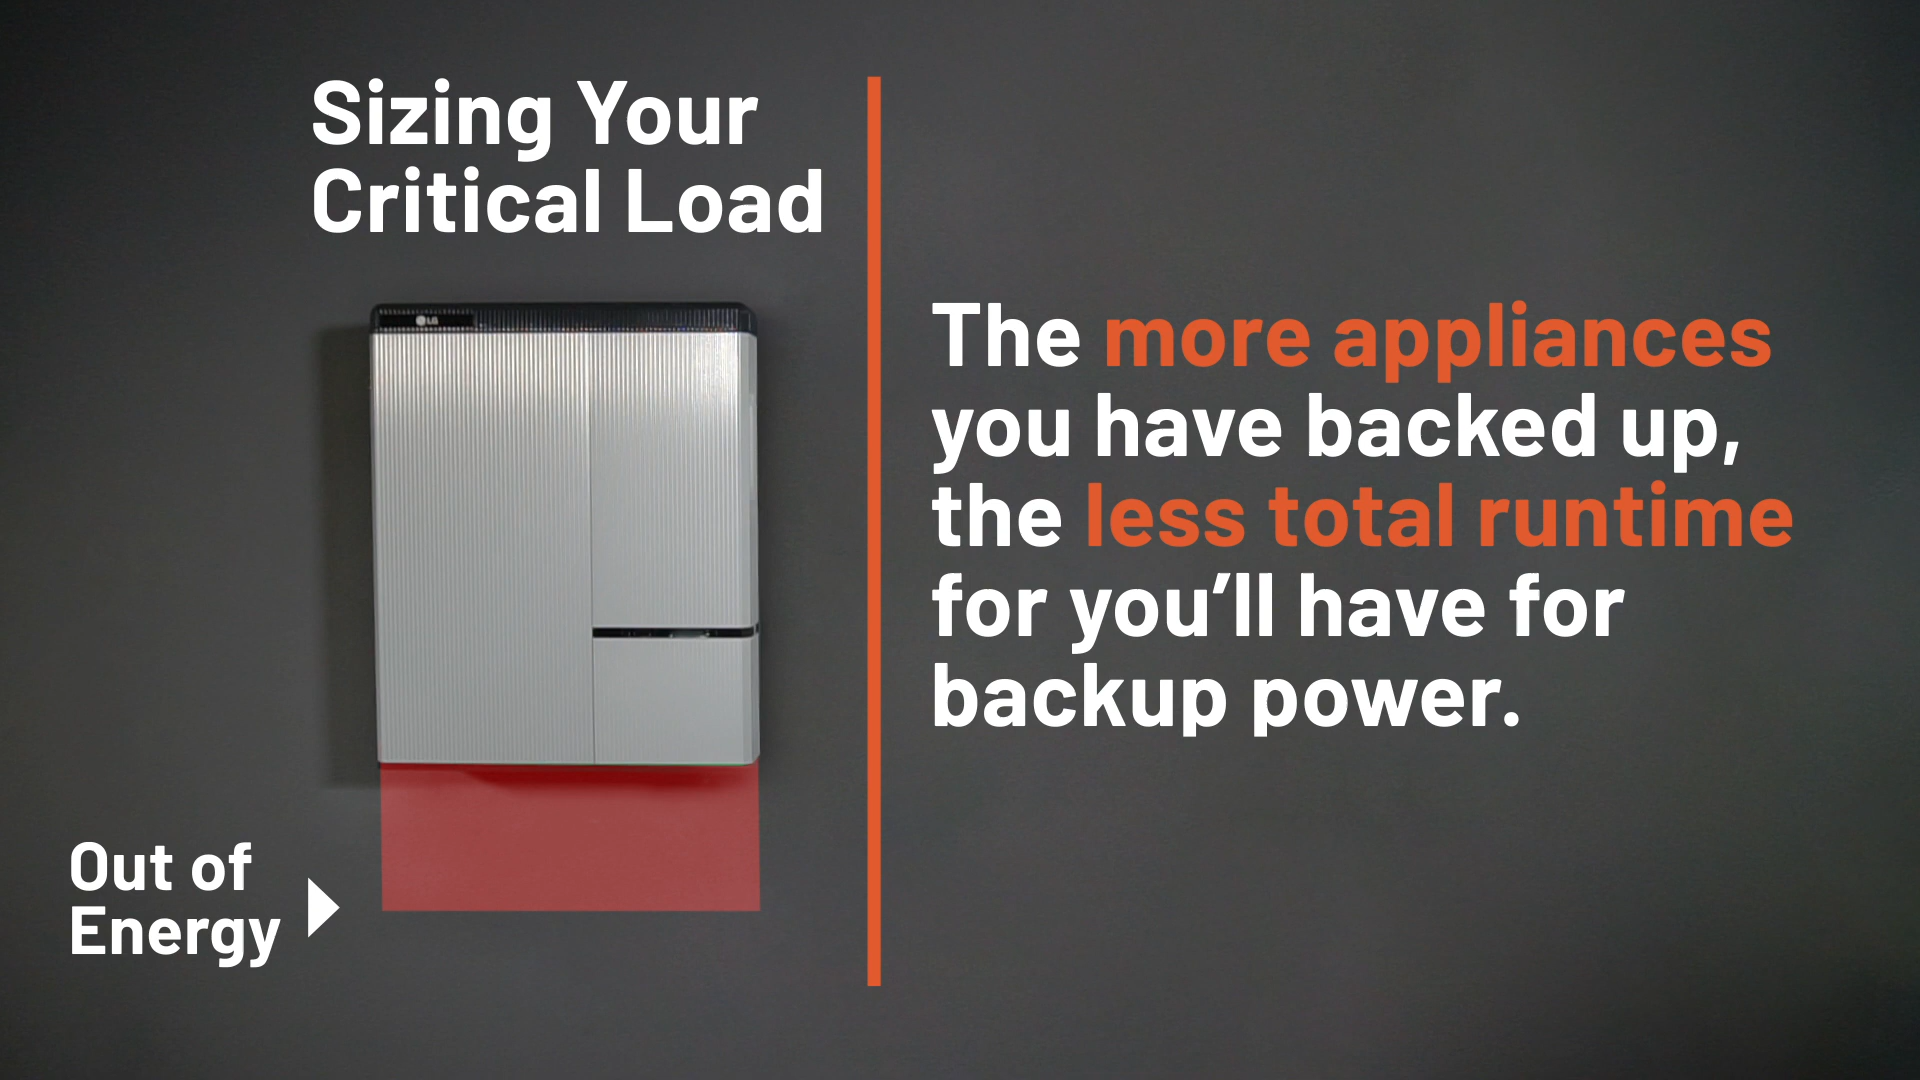 Sizing Your
Critical Load
LG
The more appliances
you have backed up,
the less total runtime
for you’ll have for
backup power.
Out of
Energy